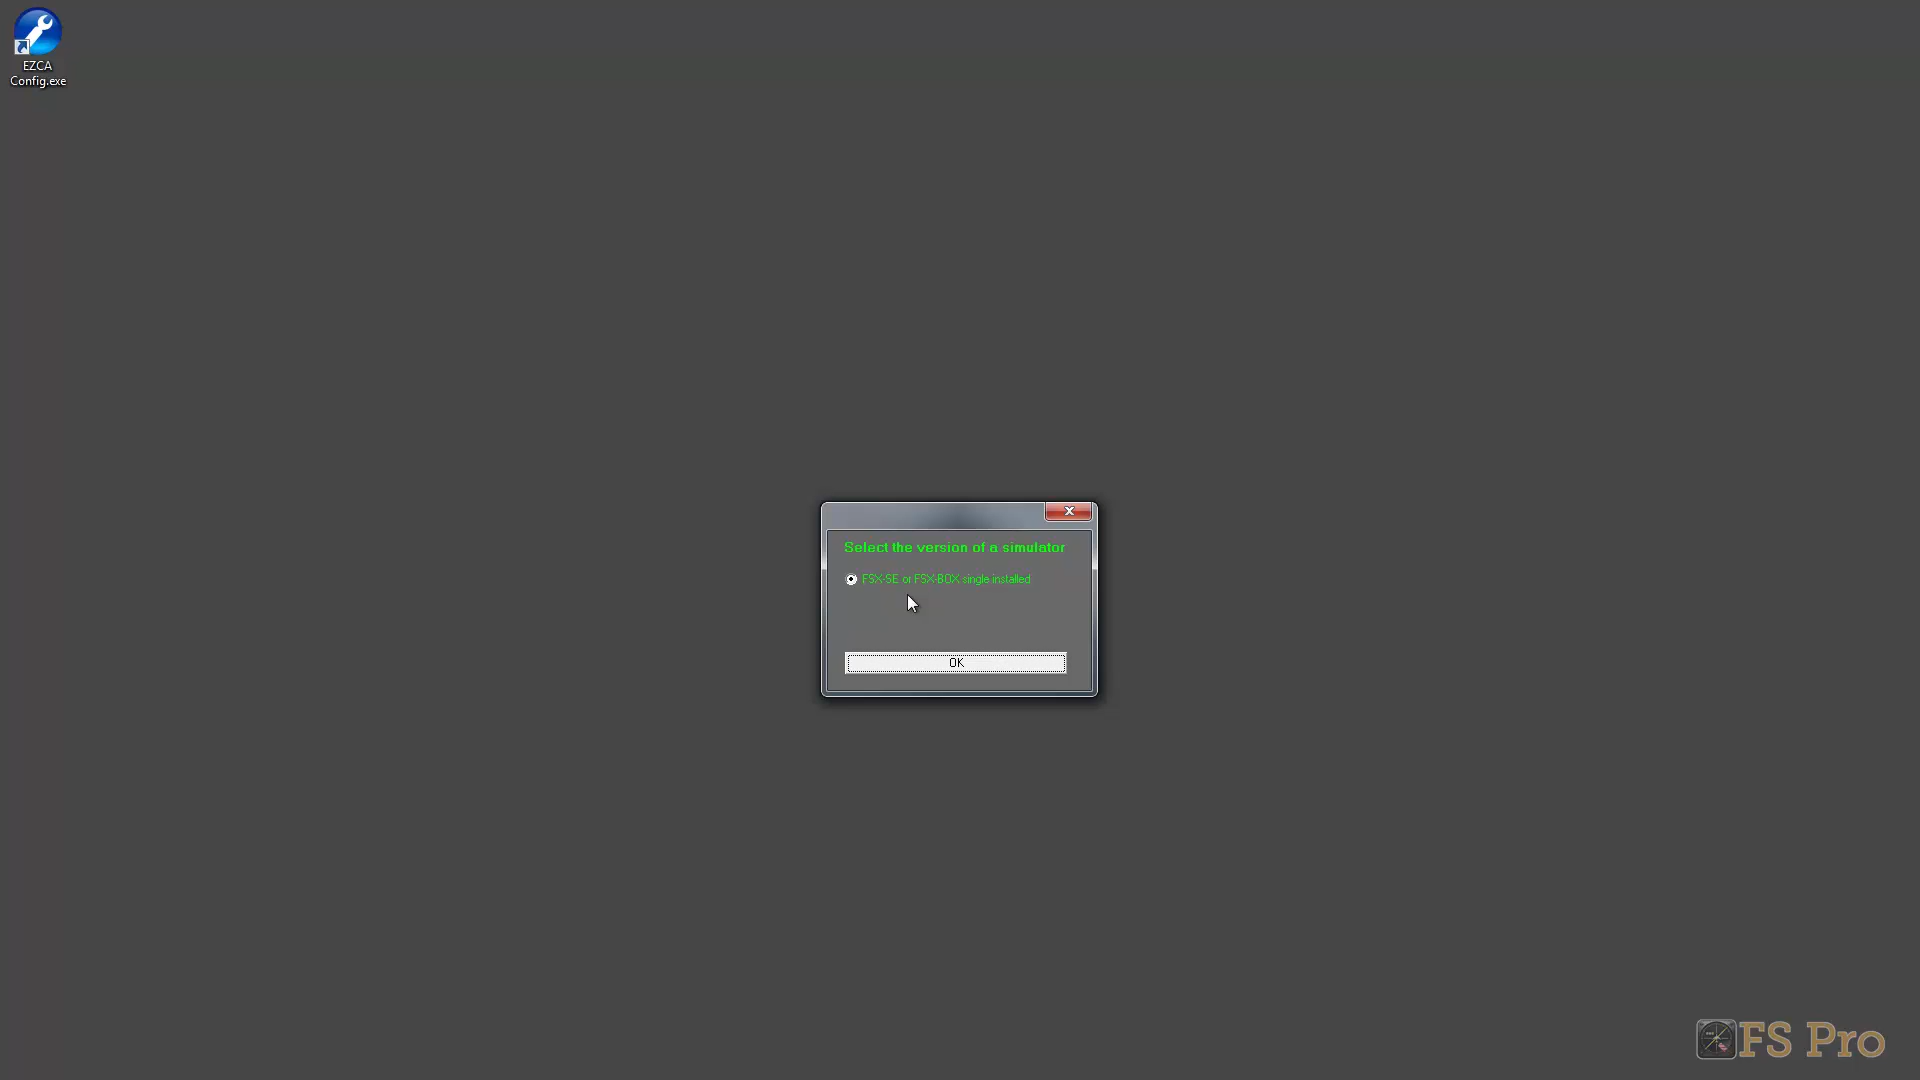 EZCA
Config.exe
Select the version of a simulator
FSX-SE or FSX-BOX single installed
OK
FS Pro